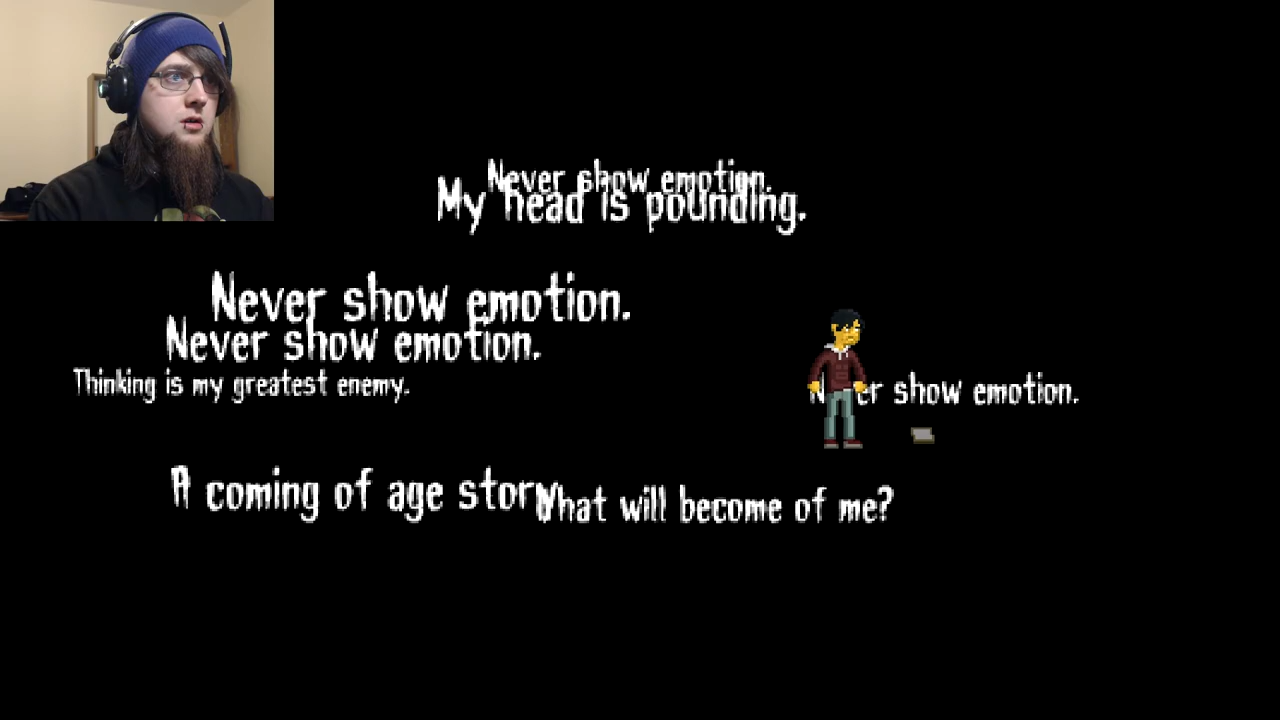 Never show emotion.
My head is pounding.
Never show emotion.
Never show emotion.
Thinking is my greatest enemy.
show emotion.
A coming of age story
What will become of me?